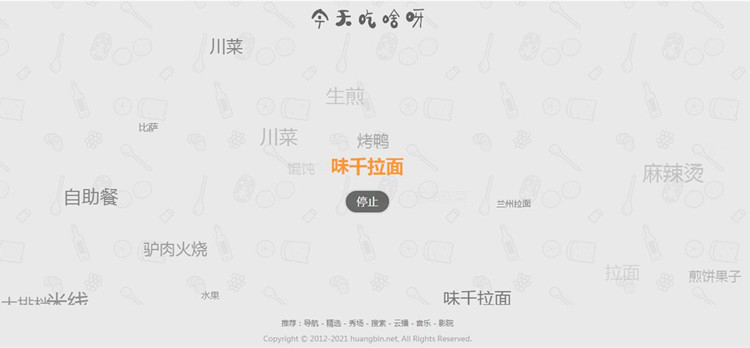 今天吃啥呀
川菜
生煎
比萨
川菜
烤鸭
馄饨
味千拉面
麻辣烫
自助餐
停止
兰州拉面
驴肉火烧
拉面
煎饼果子
水果
大排档
米线
味千拉面
推荐：导航 - 精选 - 秀场 - 搜索 - 云播 - 音乐 - 影院
Copyright © 2012-2021 huangbin.net, All Rights Reserved.